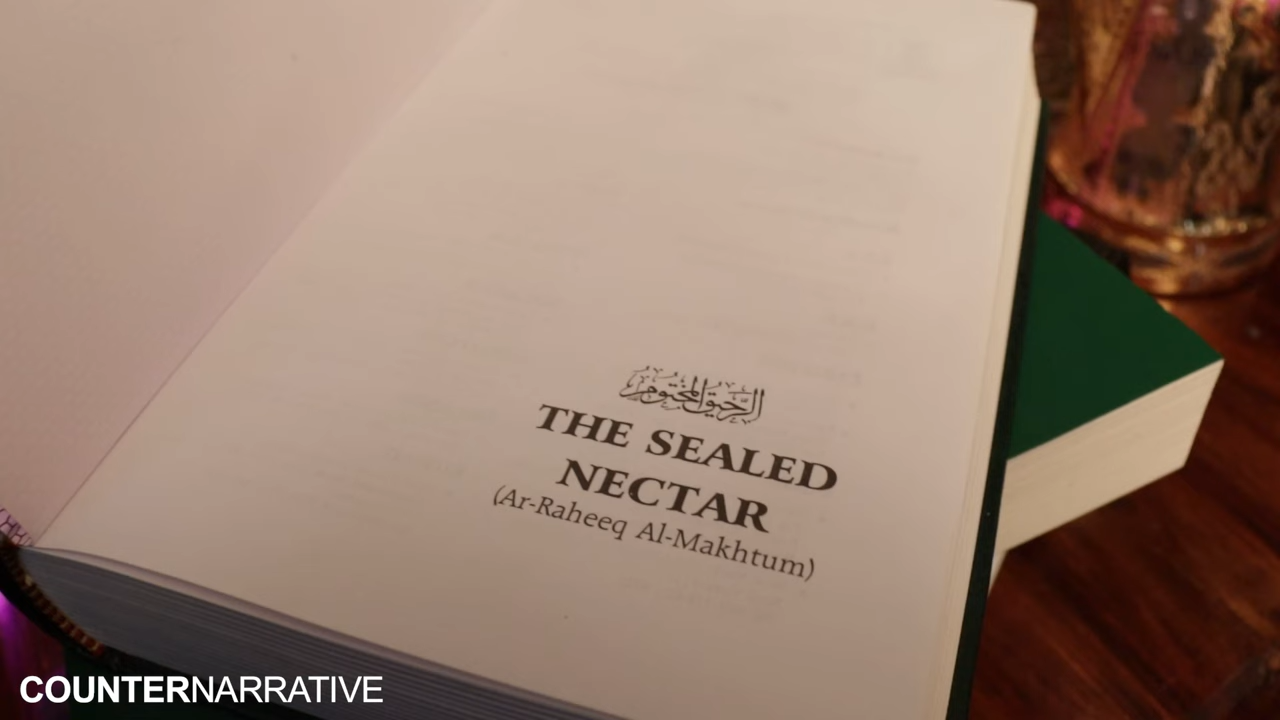 الرحيق المختوم
THE SEALED
NECTAR
(Ar-Raheeq Al-Makhtum)
COUNTERNARRATIVE